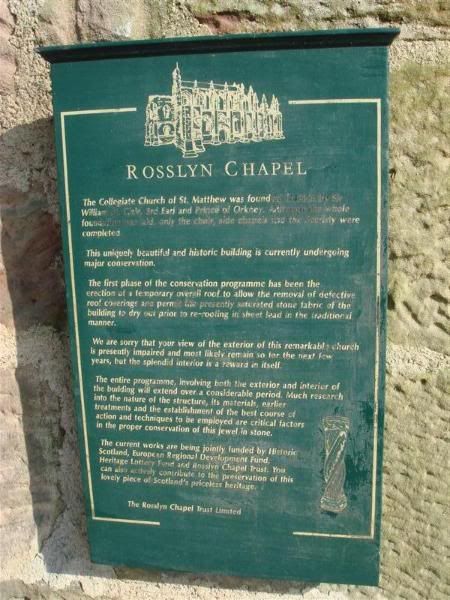 ROSSLYN CHAPEL
The Collegiate Church of St. Matthew was founded by Sir
William St. Clair, 3rd Earl and Prince of Orkney. Although the whole
foundation was laid, only the choir, side chapels and the Sacristy were
completed.
This uniquely beautiful and historic building is currently undergoing
major conservation.
The first phase of the conservation programme has been the
erection of a temporary overall roof to allow the removal of defective
roof coverings and permit the presently saturated stone fabric of the
building to dry out prior to re-roofing in sheet lead in the traditional
manner.
We are sorry that your view of the exterior of this remarkable church
is presently impaired and most likely remain so for the next few
years, but the splendid interior is a reward in itself.
The entire programme, involving both the exterior and interior of
the building will extend over a considerable period. Much research
into the nature of the structure, its materials, earlier
treatments and the establishment of the best course of
action and techniques to be employed are critical factors
in the proper conservation of this jewel in stone.
The current works are being jointly funded by Historic
Scotland, European Regional Development Fund,
Heritage Lottery Fund and Rosslyn Chapel Trust. You
can also actively contribute to the preservation of this
lovely piece of Scotland's priceless heritage.
The Rosslyn Chapel Trust Limited